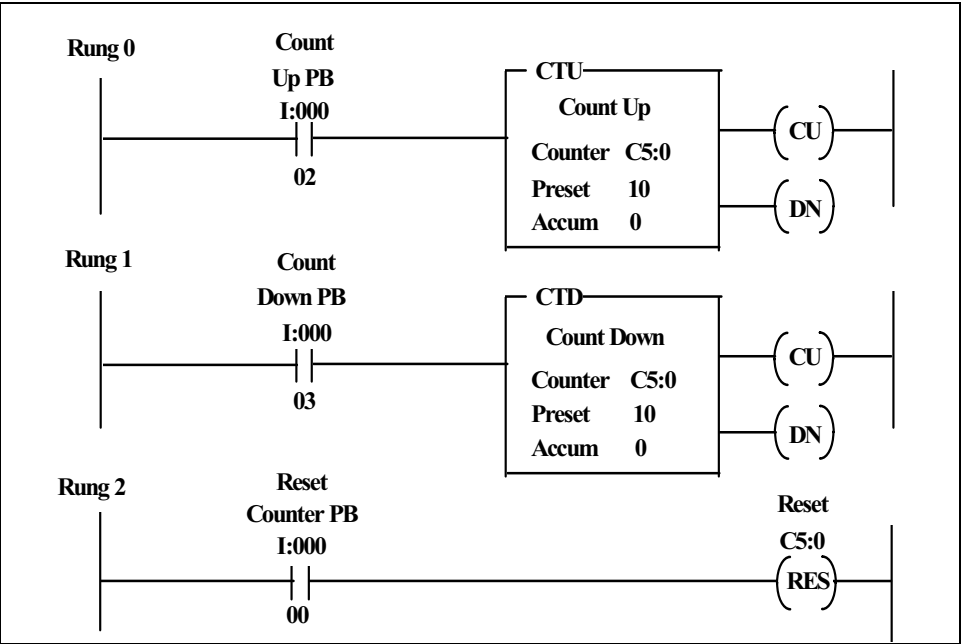 Rung 0
Count
Up PB
I:000
02
CTU
Count Up
Counter C5:0
Preset 10
Accum 0
CU
DN
Rung 1
Count
Down PB
I:000
03
CTD
Count Down
Counter C5:0
Preset 10
Accum 0
CU
DN
Rung 2
Reset
Counter PB
I:000
00
Reset
C5:0
RES